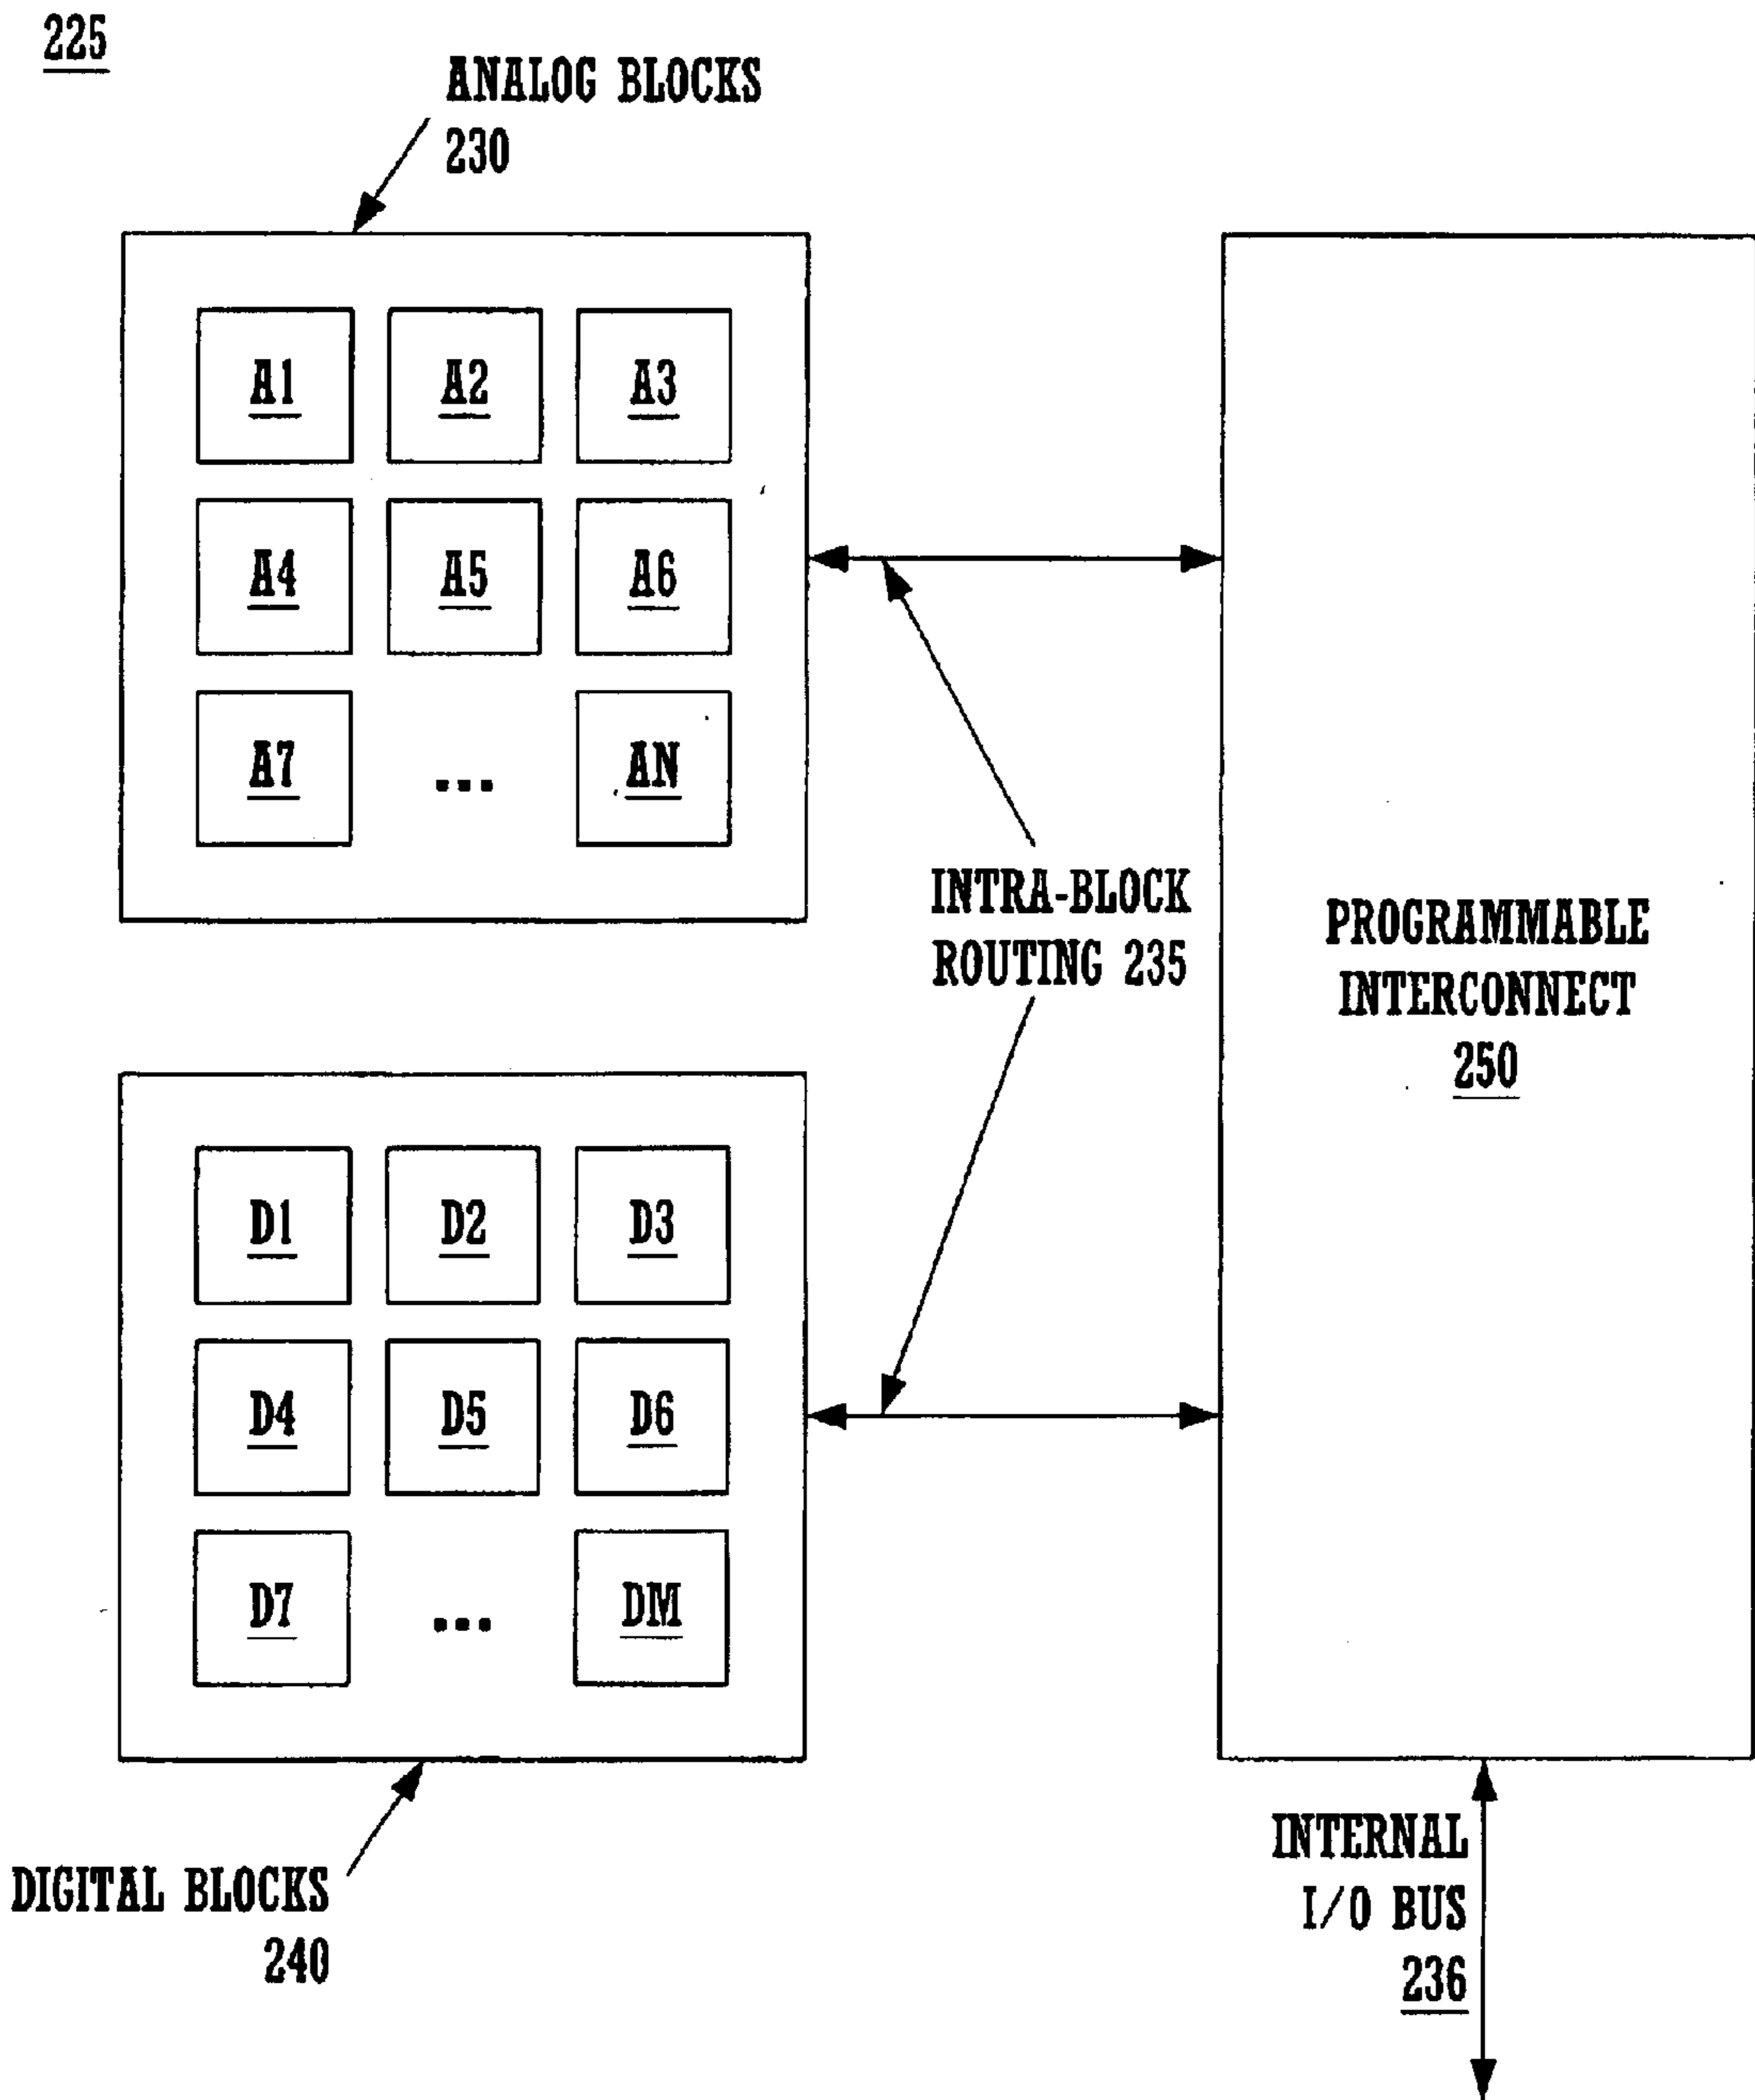 225
ANALOG BLOCKS
230
A1 A2 A3
A4 A5 A6
A7 ... AN
INTRA-BLOCK
ROUTING 235
PROGRAMMABLE
INTERCONNECT
250
D1 D2 D3
D4 D5 D6
D7 ... DM
DIGITAL BLOCKS
240
INTERNAL
I/O BUS
236